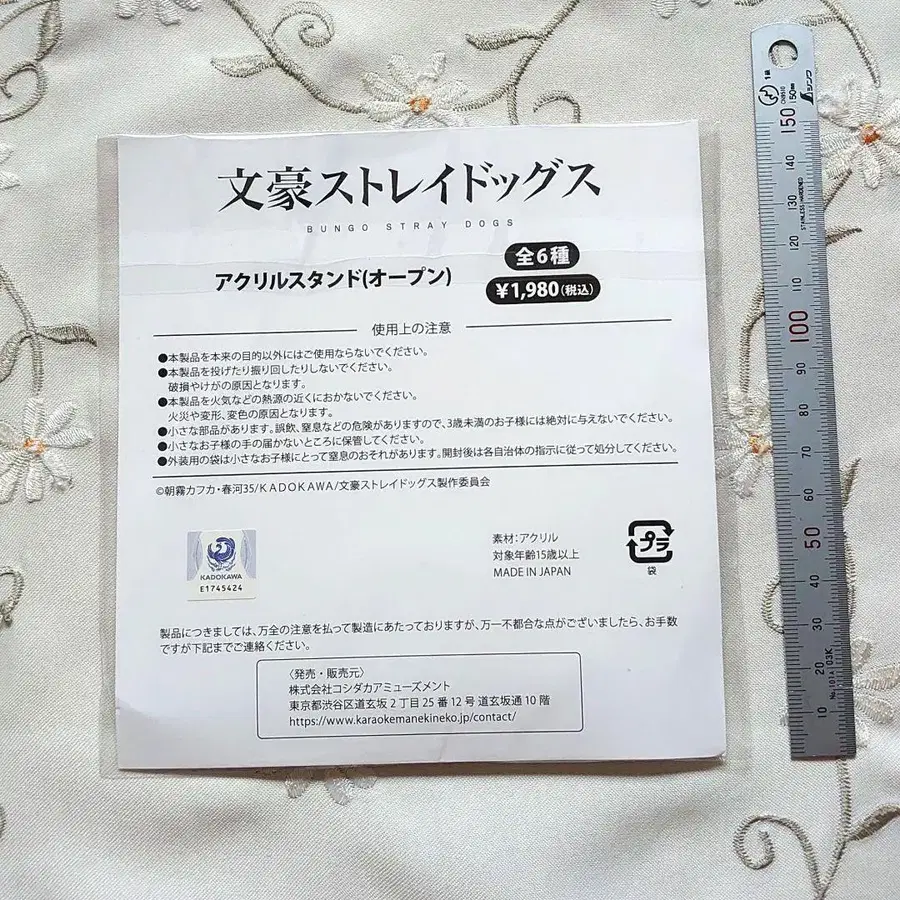 文豪ストレイドッグス
BUNGO STRAY DOGS
アクリルスタンド(オープン)
全6種
¥1,980(税込)
使用上の注意
●本製品を本来の目的以外にはご使用ならないでください。
●本製品を投げたり振り回したりしないでください。
破損やけがの原因となります。
●本製品を火気などの熱源の近くにおかないでください。
火災や変形、変色の原因となります。
●小さな部品があります。誤飲、窒息などの危険がありますので、3歳未満のお子様には絶対に与えないでください。
●小さなお子様の手の届かないところに保管してください。
●外装用の袋は小さなお子様にとって窒息のおそれがあります。開封後は各自治体の指示に従って処分してください。
©朝霧カフカ・春河35/KADOKAWA/文豪ストレイドッグス製作委員会
KADOKAWA
E1745424
素材:アクリル
対象年齢15歳以上
MADE IN JAPAN
プラ
袋
製品につきましては、万全の注意を払って製造にあたっておりますが、万一不都合な点がございましたら、お手数
ですが下記までご連絡ください。
〈発売・販売元〉
株式会社コシダカアミューズメント
東京都渋谷区道玄坂2丁目25番12号 道玄坂通10階
https://www.karaokemanekineko.jp/contact/
1級
シンワ
150mm
STAINLESS HARDENED
150
140
130
120
110
100
90
80
70
60
50
40
30
20
10